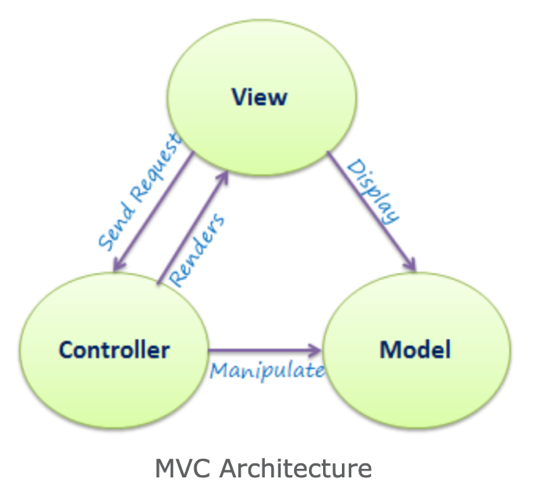 View
Send Request
Renders
Display
Controller
Model
Manipulate
MVC Architecture